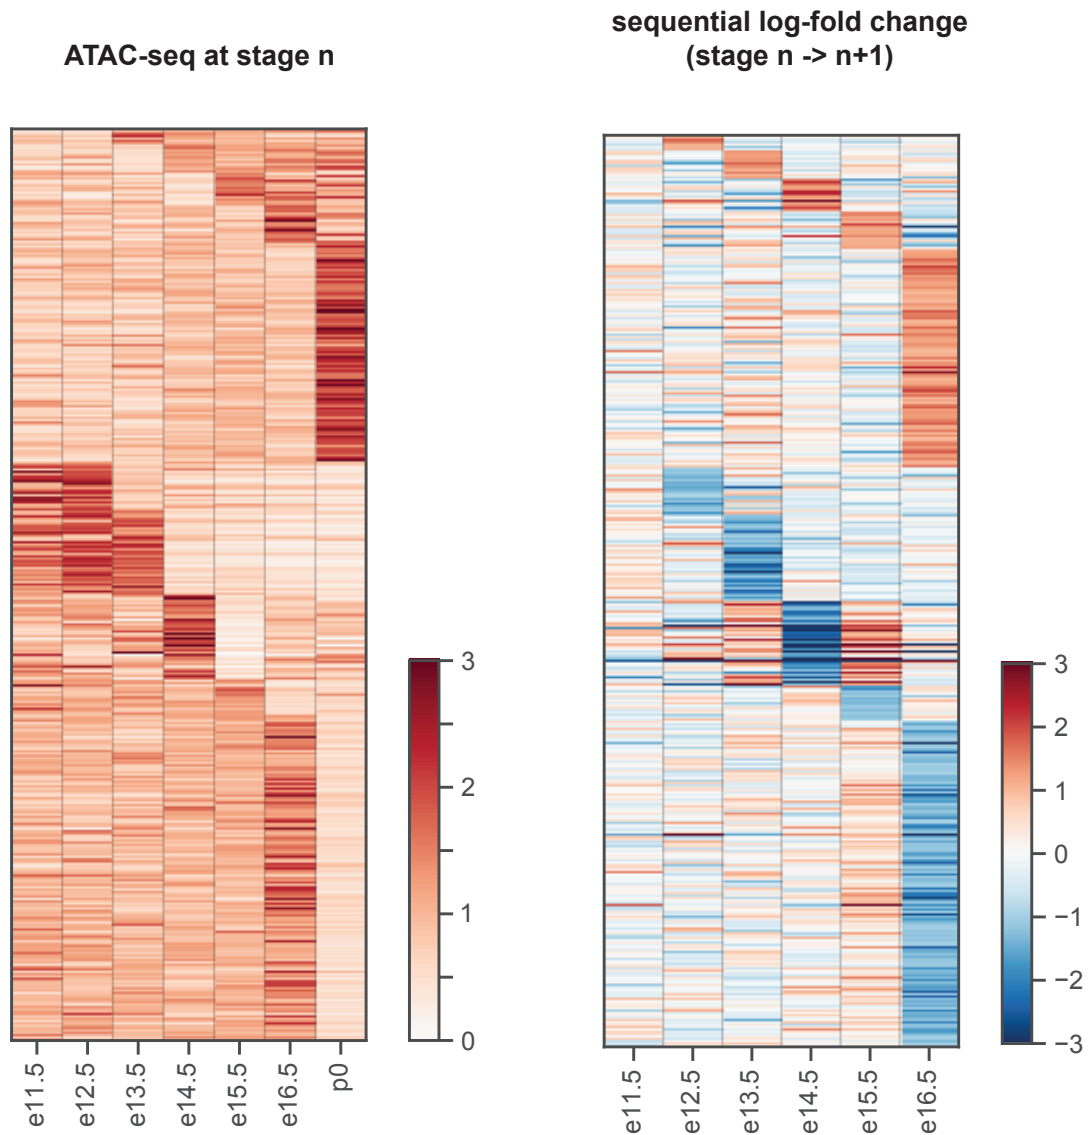 ATAC-seq at stage n
sequential log-fold change
(stage n -> n+1)
3
2
1
0
3
2
1
0
−1
−2
−3
e11.5
e12.5
e13.5
e14.5
e15.5
e16.5
p0
e11.5
e12.5
e13.5
e14.5
e15.5
e16.5